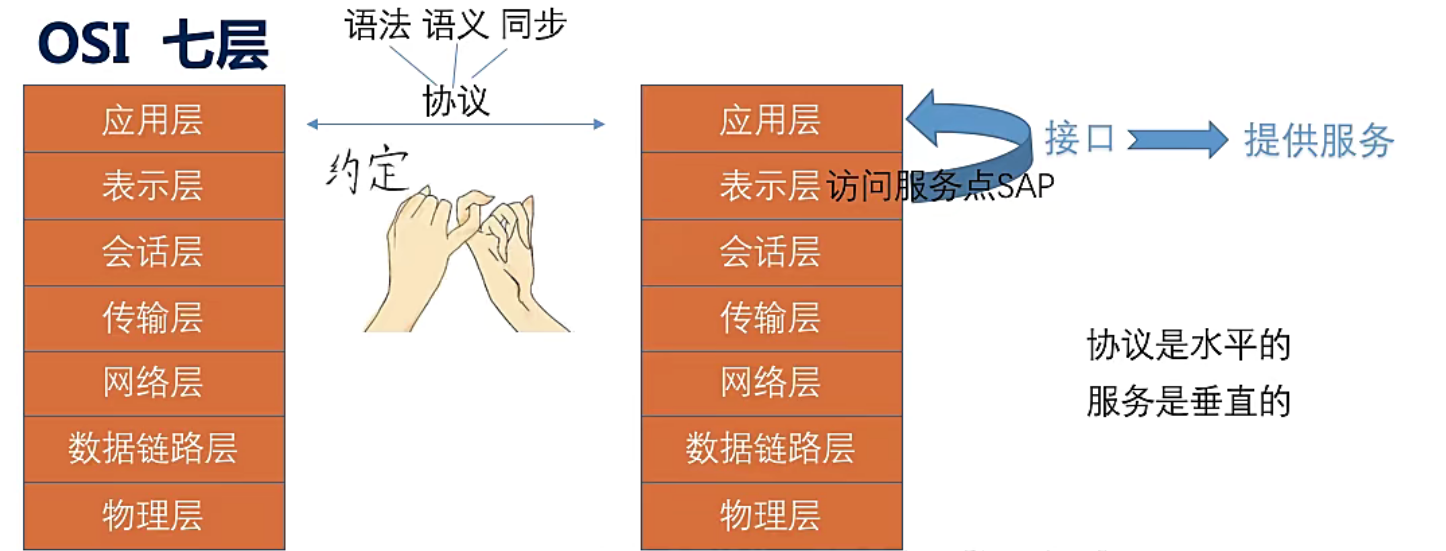 OSI 七层
语法 语义 同步
协议
约定
应用层
表示层
会话层
传输层
网络层
数据链路层
物理层
应用层
表示层
会话层
传输层
网络层
数据链路层
物理层
接口
提供服务
访问服务点SAP
协议是水平的
服务是垂直的